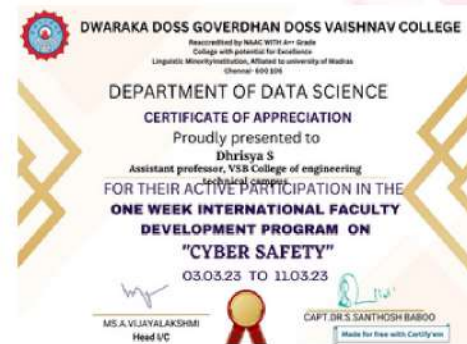 DWARAKA DOSS GOVERDHAN DOSS VAISHNAV COLLEGE
Reaccredited by NAAC WITH A++ Grade
College with potential for Excellence
Linguistic Minority Institution, Affiliated to university of Madras
Chennai- 600 106
DEPARTMENT OF DATA SCIENCE
CERTIFICATE OF APPRECIATION
Proudly presented to
Dhrisya S
Assistant professor, VSB College of engineering
technical campus
FOR THEIR ACTIVE PARTICIPATION IN THE
ONE WEEK INTERNATIONAL FACULTY
DEVELOPMENT PROGRAM ON
"CYBER SAFETY"
03.03.23 TO 11.03.23
MS.A.VIJAYALAKSHMI
Head I/C
CAPT.DR.S.SANTHOSH BABOO
Made for free with Certify'em